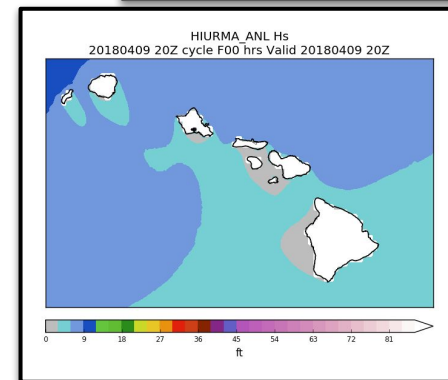 HIURMA_ANL Hs
20180409 20Z cycle F00 hrs Valid 20180409 20Z
0 9 18 27 36 45 54 63 72 81
ft